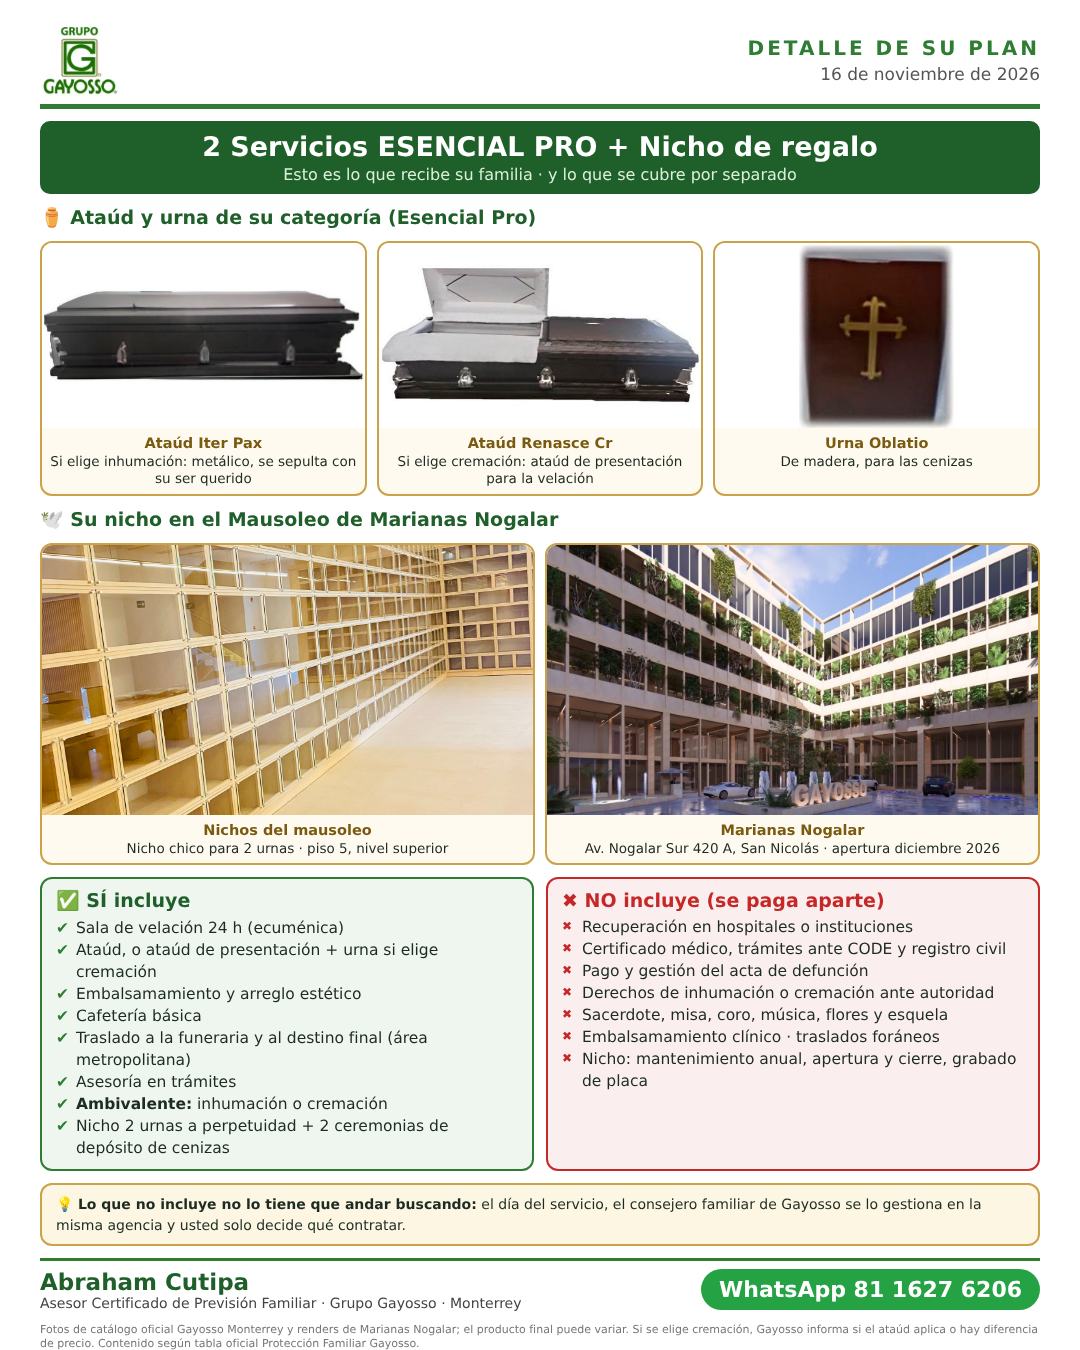 GRUPO
GAYOSSO
DETALLE DE SU PLAN
16 de noviembre de 2026
2 Servicios ESENCIAL PRO + Nicho de regalo
Esto es lo que recibe su familia · y lo que se cubre por separado
⚱️ Ataúd y urna de su categoría (Esencial Pro)
Ataúd Iter Pax
Si elige inhumación: metálico, se sepulta con
su ser querido
Ataúd Renasce Cr
Si elige cremación: ataúd de presentación
para la velación
Urna Oblatio
De madera, para las cenizas
🕊️ Su nicho en el Mausoleo de Marianas Nogalar
GAYOSSO
Nichos del mausoleo
Nicho chico para 2 urnas · piso 5, nivel superior
Marianas Nogalar
Av. Nogalar Sur 420 A, San Nicolás · apertura diciembre 2026
✅ SÍ incluye
✔ Sala de velación 24 h (ecuménica)
✔ Ataúd, o ataúd de presentación + urna si elige
cremación
✔ Embalsamamiento y arreglo estético
✔ Cafetería básica
✔ Traslado a la funeraria y al destino final (área
metropolitana)
✔ Asesoría en trámites
✔ Ambivalente: inhumación o cremación
✔ Nicho 2 urnas a perpetuidad + 2 ceremonias de
depósito de cenizas
✖ NO incluye (se paga aparte)
✖ Recuperación en hospitales o instituciones
✖ Certificado médico, trámites ante CODE y registro civil
✖ Pago y gestión del acta de defunción
✖ Derechos de inhumación o cremación ante autoridad
✖ Sacerdote, misa, coro, música, flores y esquela
✖ Embalsamamiento clínico · traslados foráneos
✖ Nicho: mantenimiento anual, apertura y cierre, grabado
de placa
💡 Lo que no incluye no lo tiene que andar buscando: el día del servicio, el consejero familiar de Gayosso se lo gestiona en la
misma agencia y usted solo decide qué contratar.
Abraham Cutipa
Asesor Certificado de Previsión Familiar · Grupo Gayosso · Monterrey
WhatsApp 81 1627 6206
Fotos de catálogo oficial Gayosso Monterrey y renders de Marianas Nogalar; el producto final puede variar. Si se elige cremación, Gayosso informa si el ataúd aplica o hay diferencia
de precio. Contenido según tabla oficial Protección Familiar Gayosso.